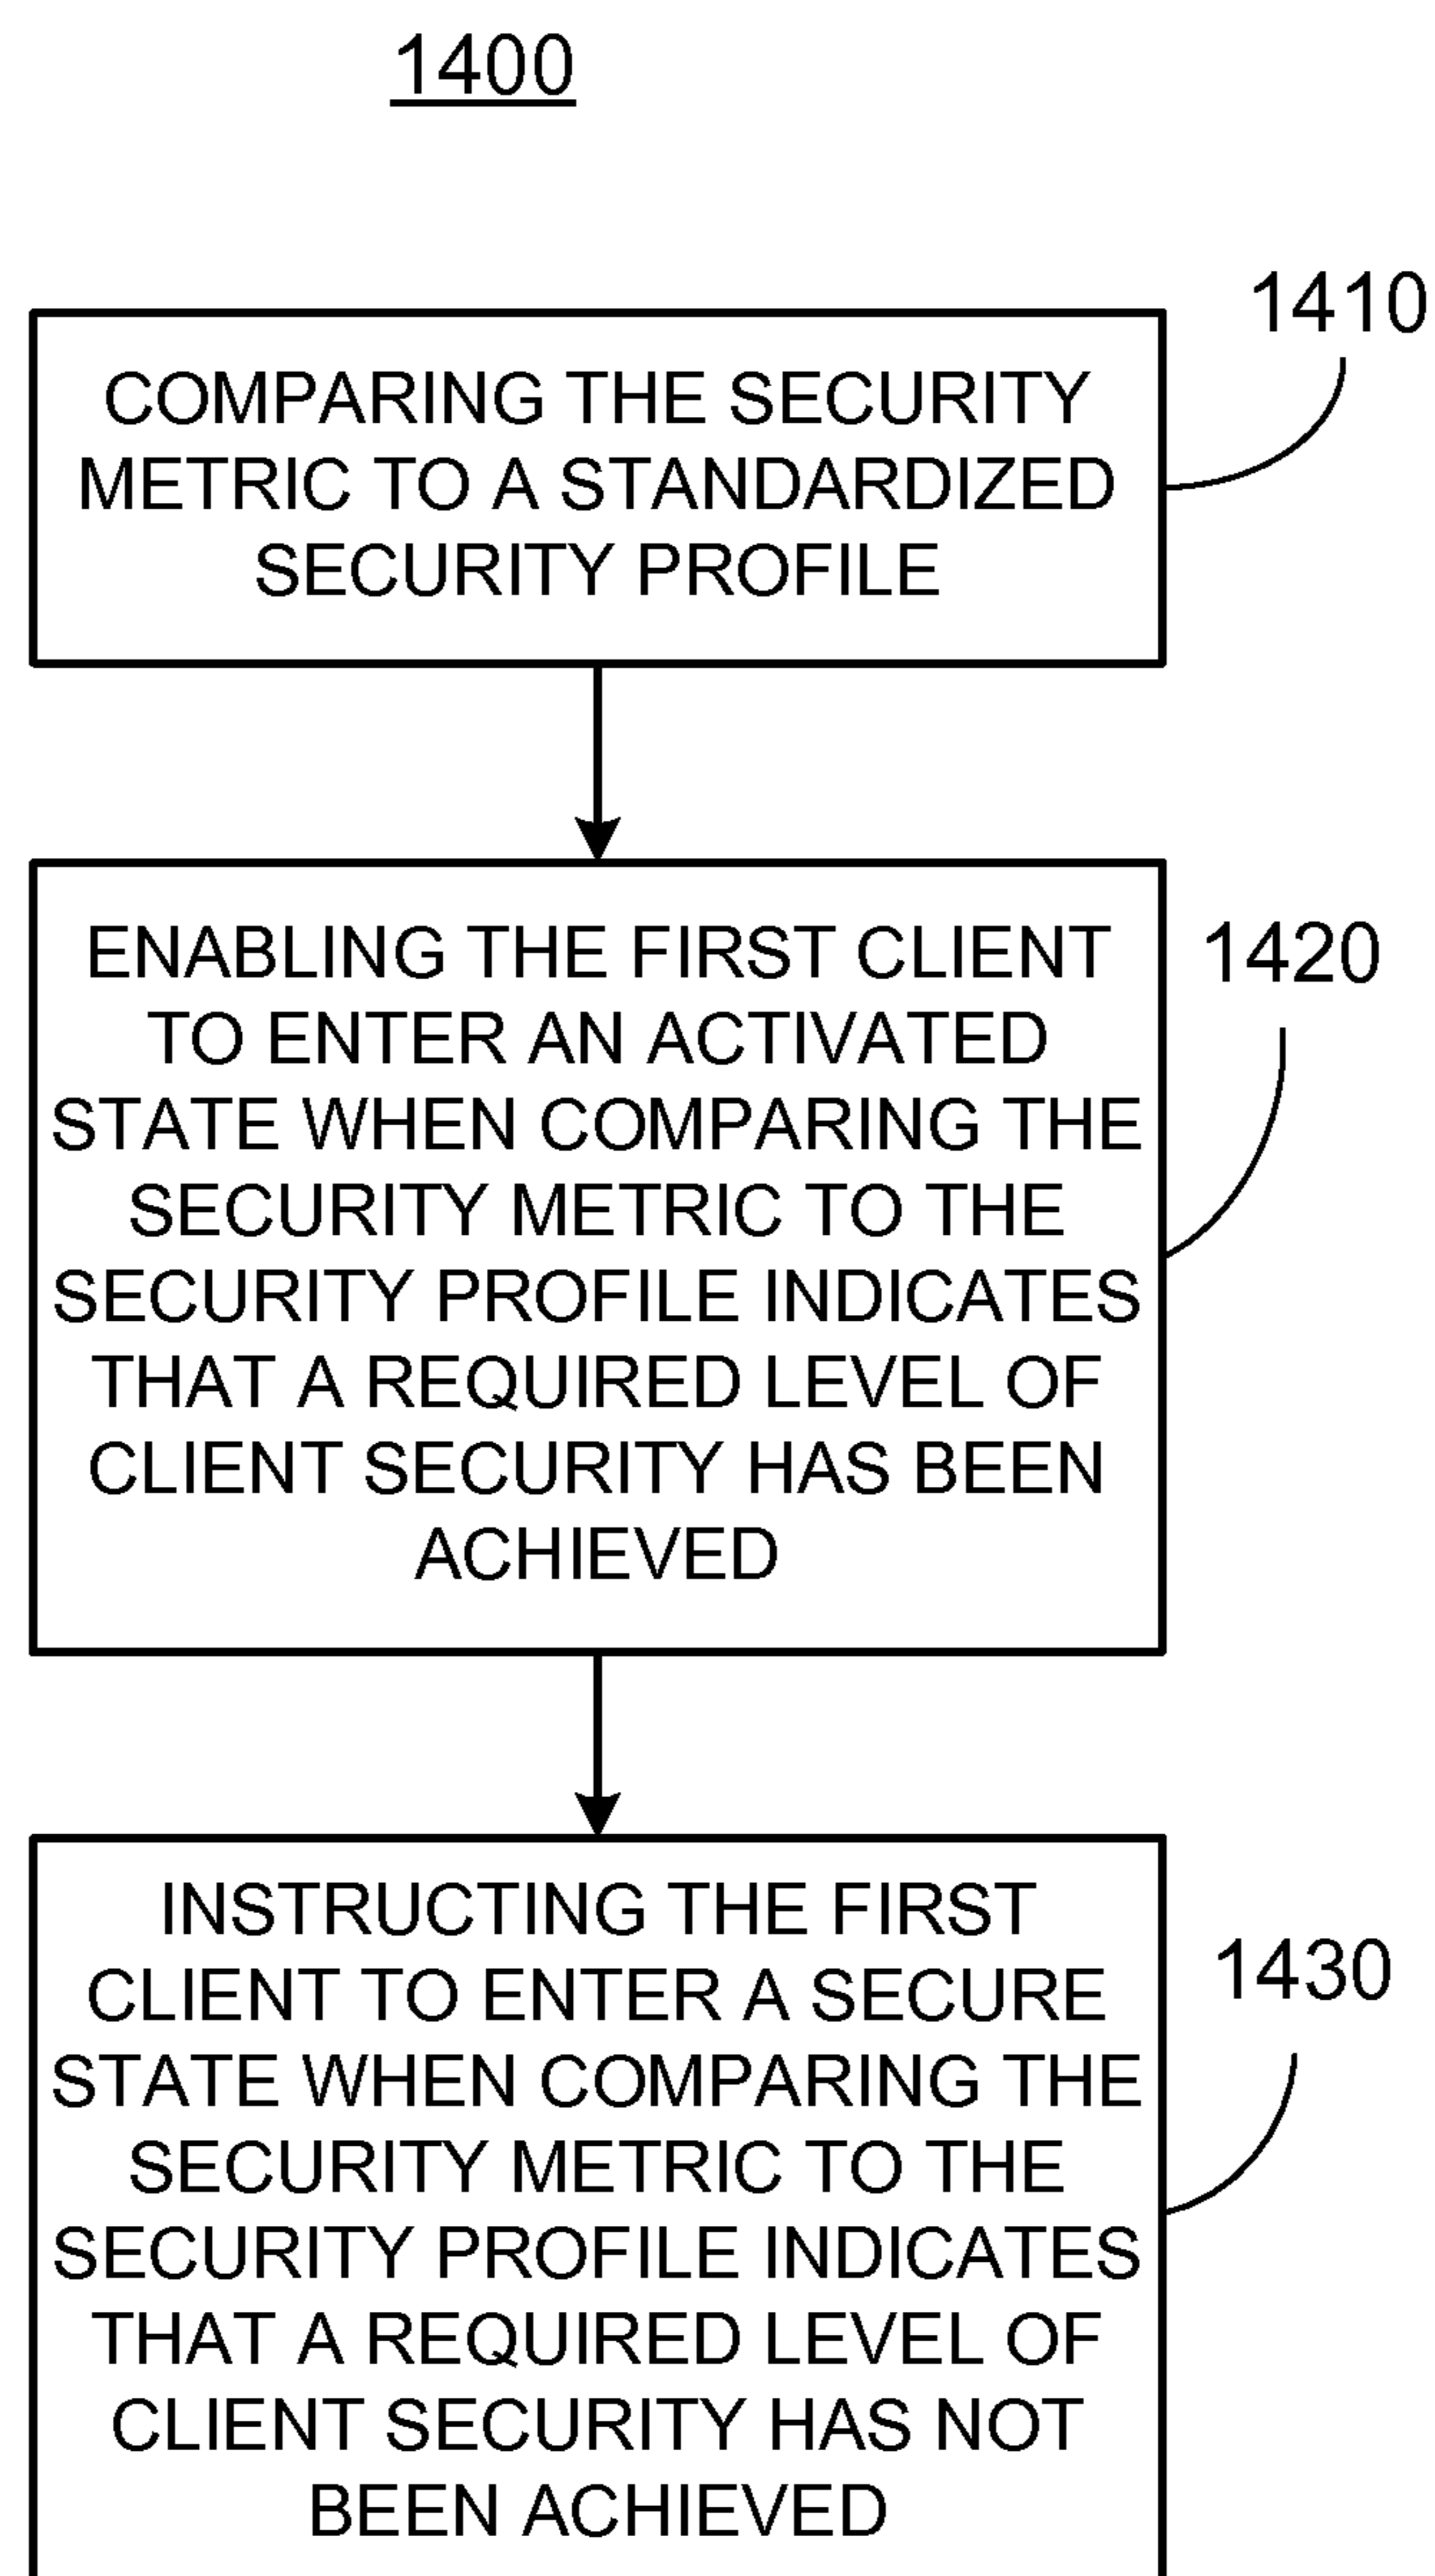 1400
1410
COMPARING THE SECURITY
METRIC TO A STANDARDIZED
SECURITY PROFILE
1420
ENABLING THE FIRST CLIENT
TO ENTER AN ACTIVATED
STATE WHEN COMPARING THE
SECURITY METRIC TO THE
SECURITY PROFILE INDICATES
THAT A REQUIRED LEVEL OF
CLIENT SECURITY HAS BEEN
ACHIEVED
1430
INSTRUCTING THE FIRST
CLIENT TO ENTER A SECURE
STATE WHEN COMPARING THE
SECURITY METRIC TO THE
SECURITY PROFILE INDICATES
THAT A REQUIRED LEVEL OF
CLIENT SECURITY HAS NOT
BEEN ACHIEVED